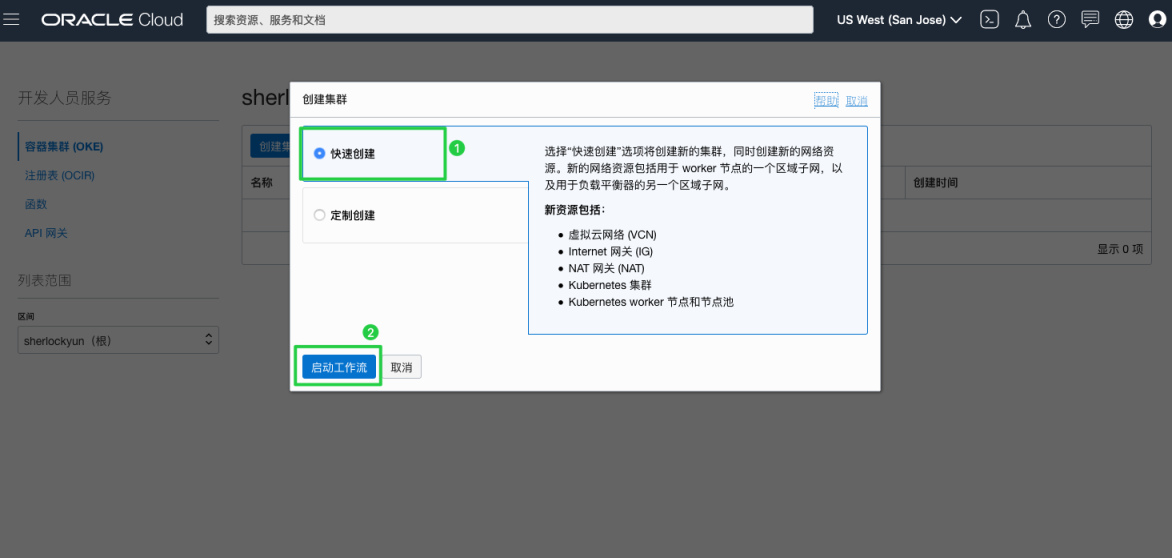 ORACLE Cloud
搜索资源、服务和文档
US West (San Jose)
开发人员服务
容器集群 (OKE)
注册表 (OCIR)
函数
API 网关
列表范围
区间
sherlockyun（根）
sherl
创建集
名称
创建时间
显示 0 项
创建集群
帮助 取消
快速创建
1
定制创建
选择“快速创建”选项将创建新的集群，同时创建新的网络资
源。新的网络资源包括用于 worker 节点的一个区域子网，以
及用于负载平衡器的另一个区域子网。
新资源包括：
• 虚拟云网络 (VCN)
• Internet 网关 (IG)
• NAT 网关 (NAT)
• Kubernetes 集群
• Kubernetes worker 节点和节点池
2
启动工作流
取消